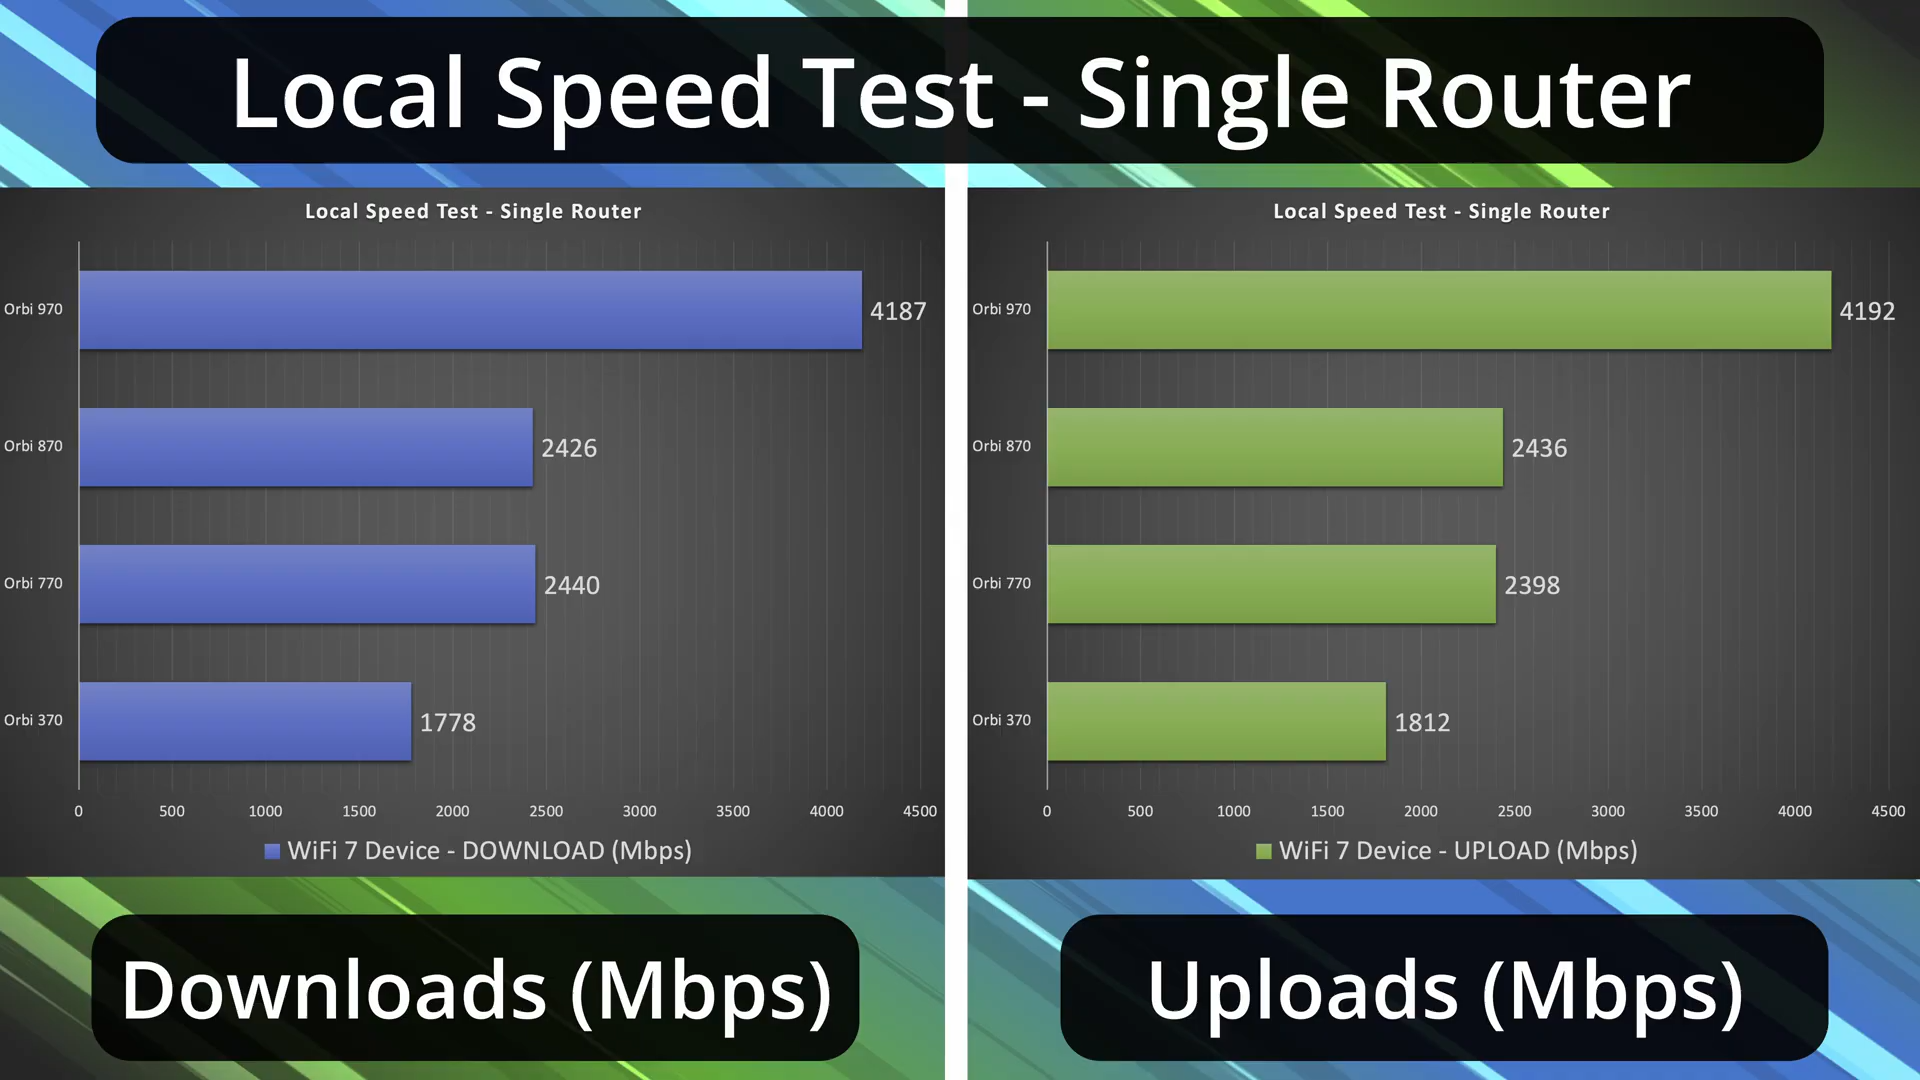 Local Speed Test - Single Router
Local Speed Test - Single Router
Orbi 970
4187
Orbi 870
2426
Orbi 770
2440
Orbi 370
1778
0 500 1000 1500 2000 2500 3000 3500 4000 4500
WiFi 7 Device - DOWNLOAD (Mbps)
Downloads (Mbps)
Local Speed Test - Single Router
Orbi 970
4192
Orbi 870
2436
Orbi 770
2398
Orbi 370
1812
0 500 1000 1500 2000 2500 3000 3500 4000 4500
WiFi 7 Device - UPLOAD (Mbps)
Uploads (Mbps)